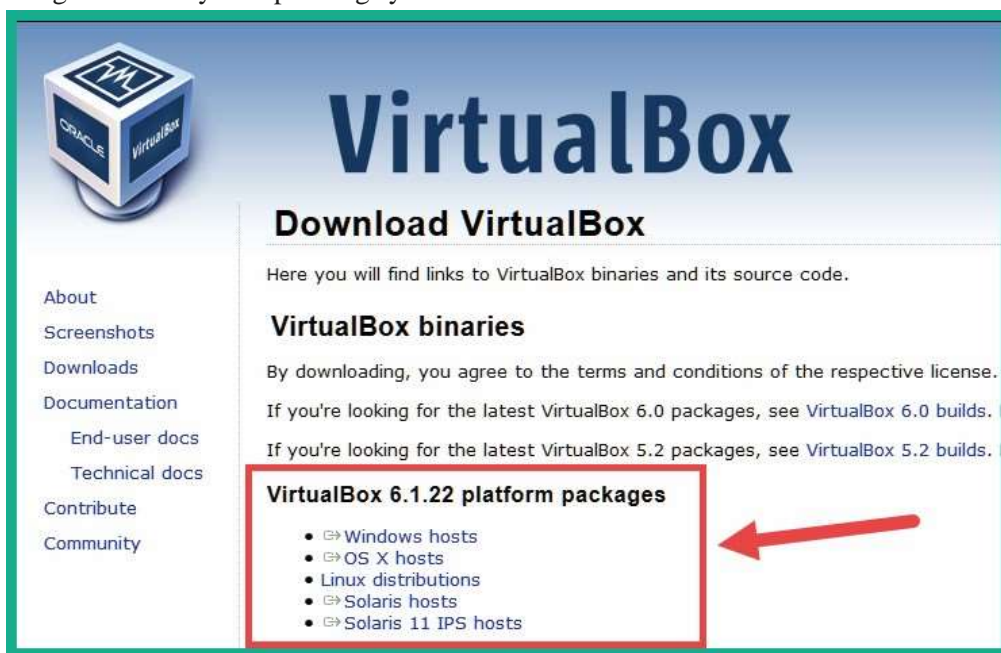 ORACLE
VirtualBox
VirtualBox
Download VirtualBox
Here you will find links to VirtualBox binaries and its source code.
About
Screenshots
Downloads
Documentation
End-user docs
Technical docs
Contribute
Community
VirtualBox binaries
By downloading, you agree to the terms and conditions of the respective license.
If you're looking for the latest VirtualBox 6.0 packages, see VirtualBox 6.0 builds.
If you're looking for the latest VirtualBox 5.2 packages, see VirtualBox 5.2 builds.
VirtualBox 6.1.22 platform packages
Windows hosts
OS X hosts
Linux distributions
Solaris hosts
Solaris 11 IPS hosts